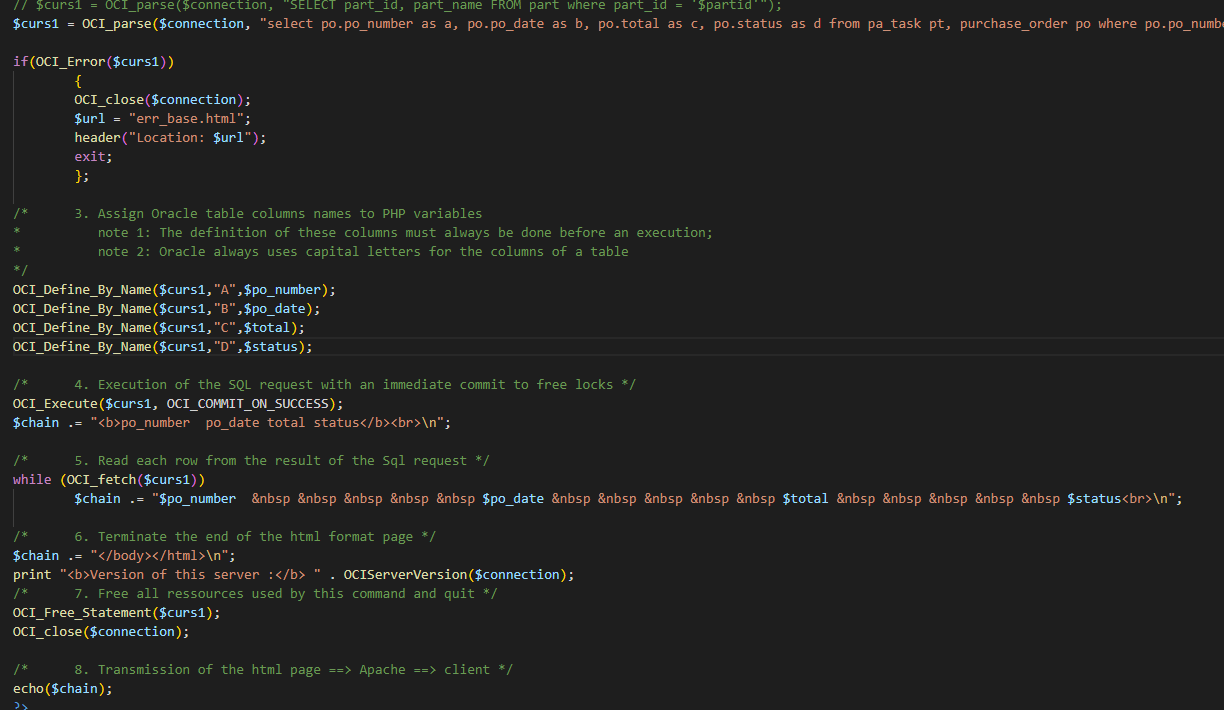 // $curs1 = OCI_parse($connection, "SELECT part_id, part_name FROM part where part_id = '$partid'");
$curs1 = OCI_parse($connection, "select po.po_number as a, po.po_date as b, po.total as c, po.status as d from pa_task pt, purchase_order po where po.po_numbe
if(OCI_Error($curs1))
{
OCI_close($connection);
$url = "err_base.html";
header("Location: $url");
exit;
};
/* 3. Assign Oracle table columns names to PHP variables
* note 1: The definition of these columns must always be done before an execution;
* note 2: Oracle always uses capital letters for the columns of a table
*/
OCI_Define_By_Name($curs1,"A",$po_number);
OCI_Define_By_Name($curs1,"B",$po_date);
OCI_Define_By_Name($curs1,"C",$total);
OCI_Define_By_Name($curs1,"D",$status);
/* 4. Execution of the SQL request with an immediate commit to free locks */
OCI_Execute($curs1, OCI_COMMIT_ON_SUCCESS);
$chain .= "<b>po_number  po_date total status</b><br>\n";
/* 5. Read each row from the result of the Sql request */
while (OCI_fetch($curs1))
$chain .= "$po_number  &nbsp &nbsp &nbsp &nbsp &nbsp $po_date &nbsp &nbsp &nbsp &nbsp &nbsp $total &nbsp &nbsp &nbsp &nbsp &nbsp $status<br>\n";
/* 6. Terminate the end of the html format page */
$chain .= "</body></html>\n";
print "<b>Version of this server :</b> " . OCIServerVersion($connection);
/* 7. Free all ressources used by this command and quit */
OCI_Free_Statement($curs1);
OCI_close($connection);
/* 8. Transmission of the html page ==> Apache ==> client */
echo($chain);
?>